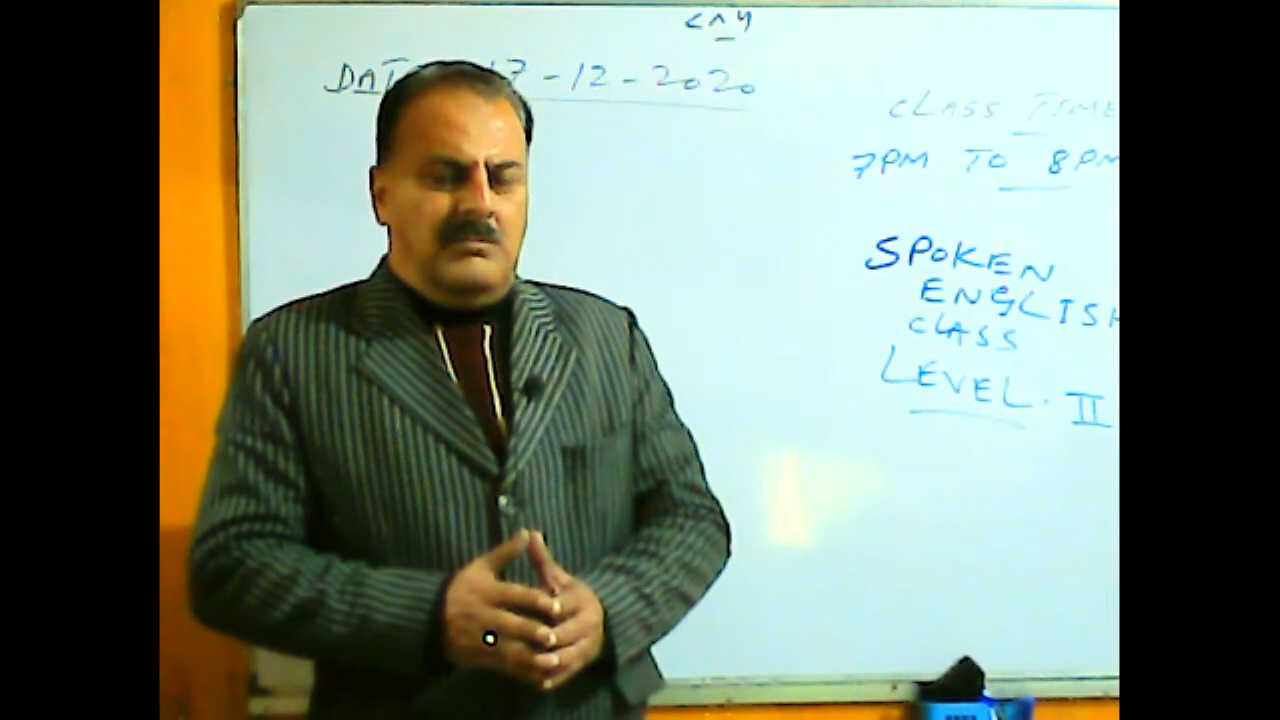 DAT 17-12-2020
CLASS TIME
7PM TO 8PM
SPOKEN
ENGLISH
CLASS
LEVEL. II